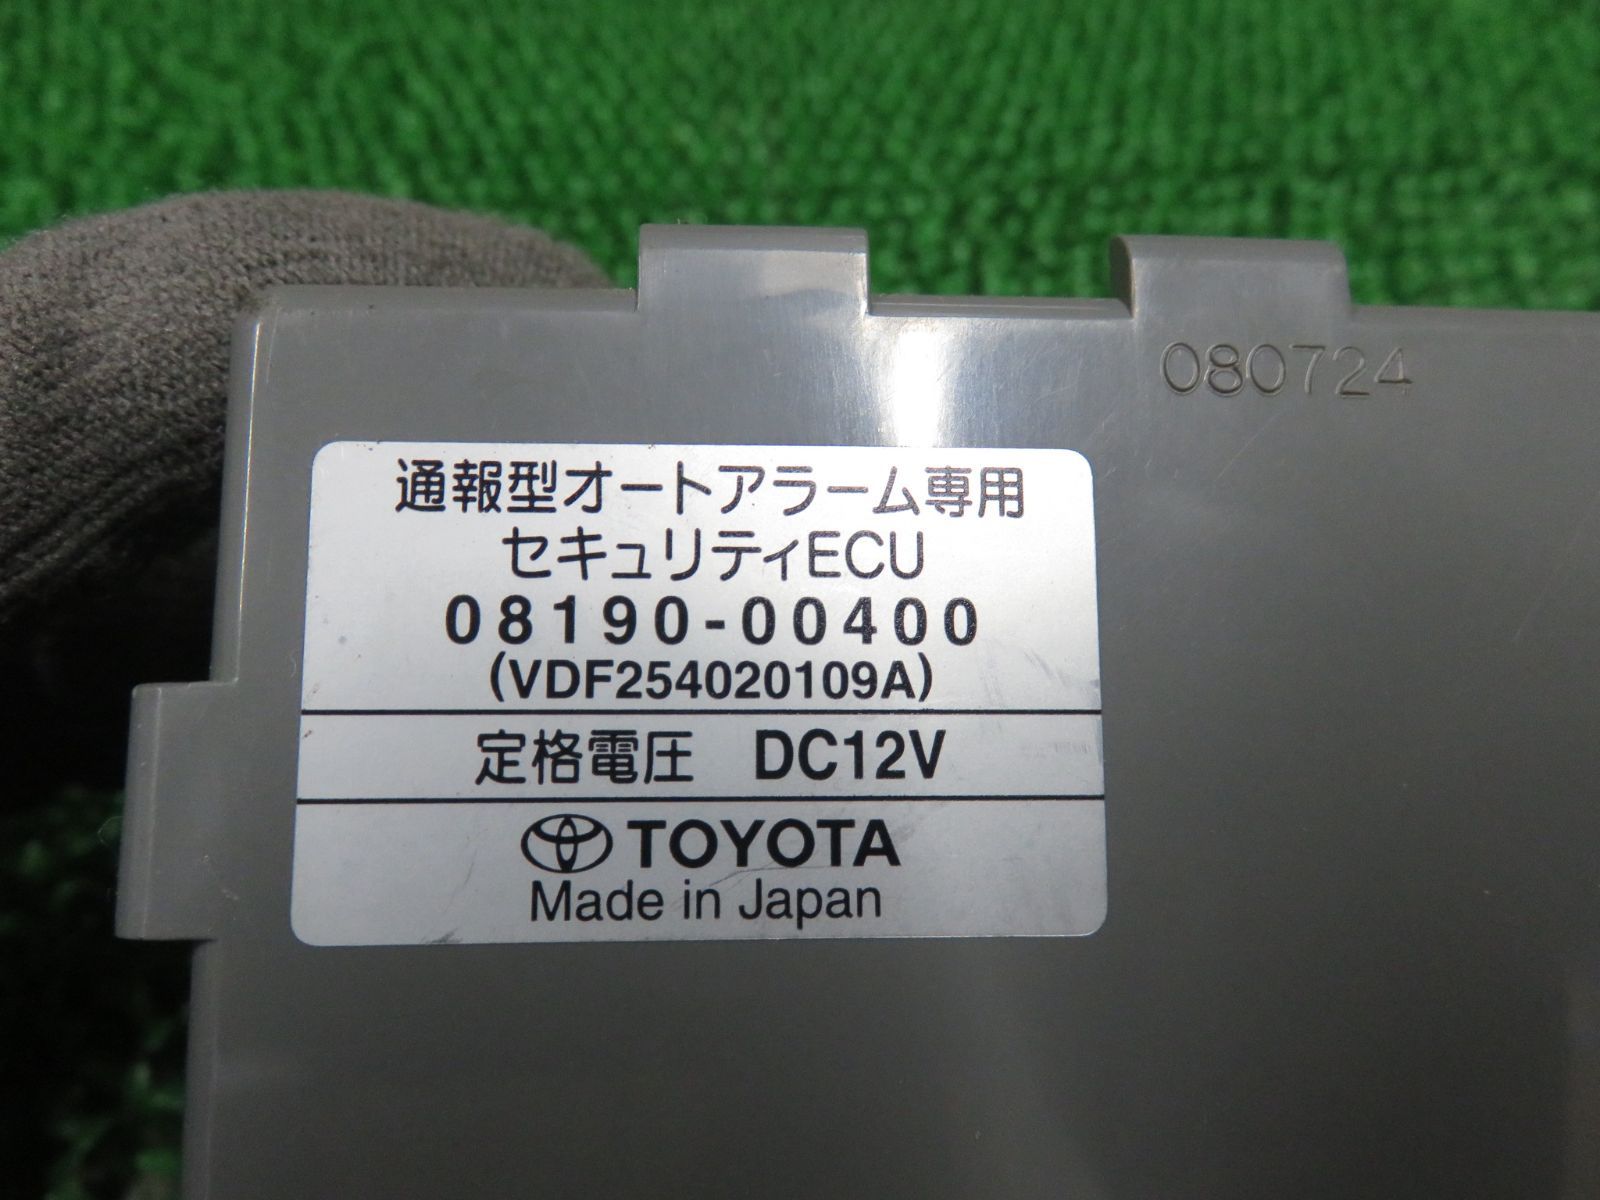 080724
通報型オートアラーム専用
セキュリティECU
08190-00400
(VDF254020109A)
定格電圧 DC12V
TOYOTA
Made in Japan